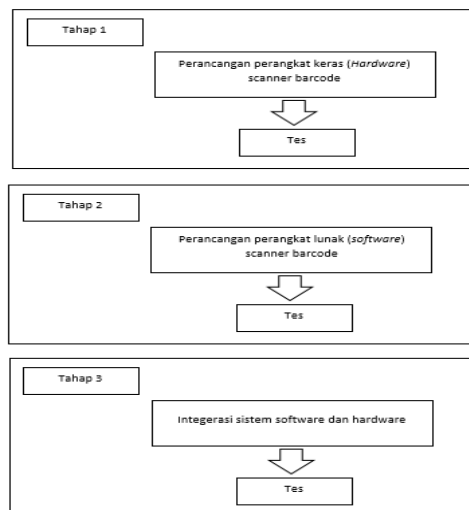 Tahap 1
Perancangan perangkat keras (Hardware)
scanner barcode
Tes
Tahap 2
Perancangan perangkat lunak (software)
scanner barcode
Tes
Tahap 3
Integerasi sistem software dan hardware
Tes